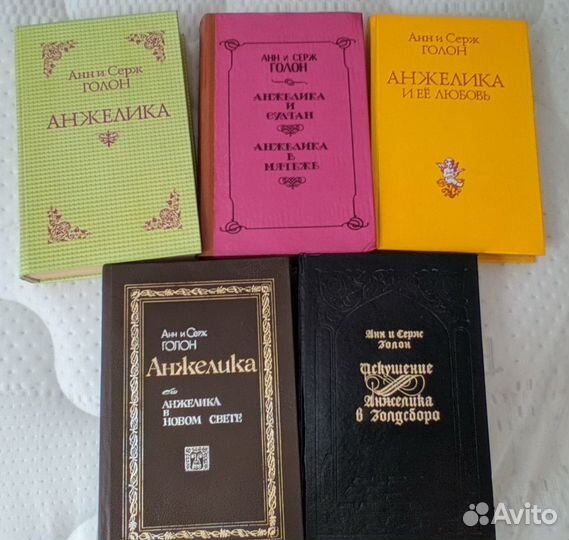 Анн и Серж
ГОЛОН
АНЖЕЛИКА
АНН И СЕРЖ
ГОЛОН
АНЖЕЛИКА И
СУЛТАН
АНЖЕЛИКА В
МЯТЕЖЕ
Анн и Серж
ГОЛОН
АНЖЕЛИКА
И ЕЁ ЛЮБОВЬ
Анн и Серж
ГОЛОН
Анжелика
АНЖЕЛИКА
В
НОВОМ СВЕТЕ
Анн и Серж
Голон
Искушение
Анжелика
в Голдсборо
Avito